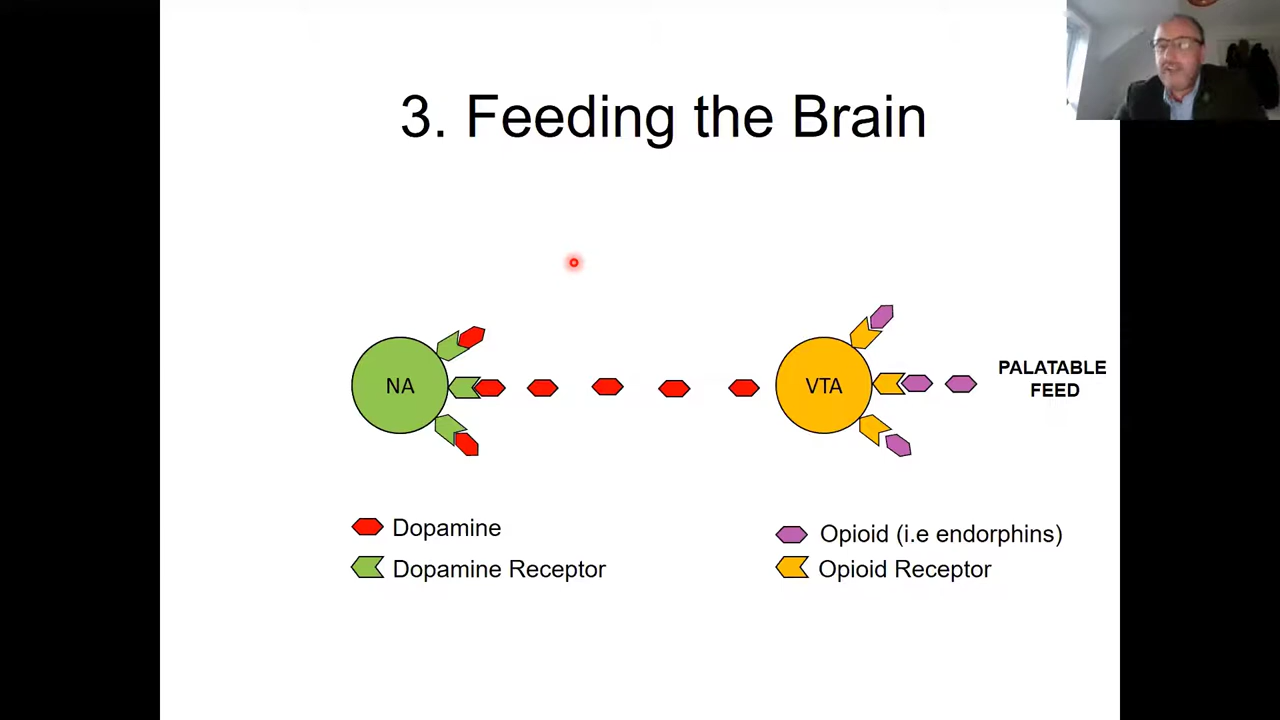 3. Feeding the Brain
NA
VTA
PALATABLE
FEED
Dopamine
Dopamine Receptor
Opioid (i.e endorphins)
Opioid Receptor